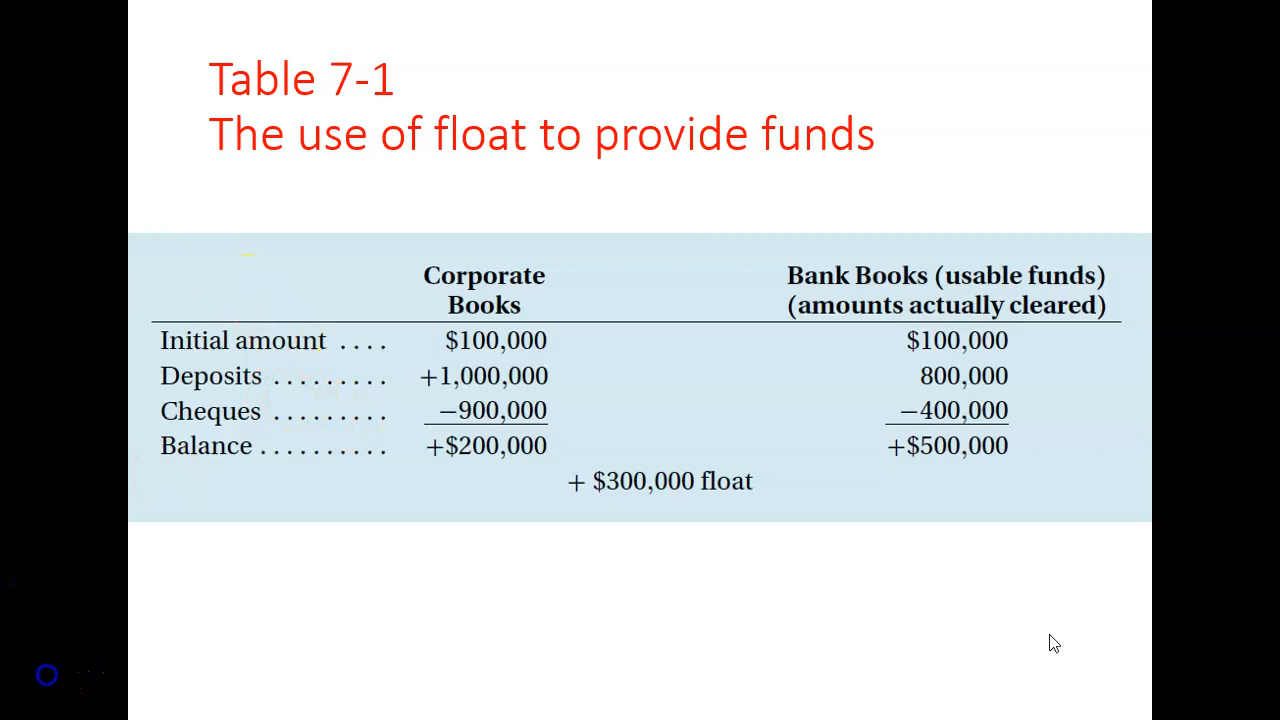 Table 7-1
The use of float to provide funds
Corporate Books Bank Books (usable funds) (amounts actually cleared)
Initial amount .... $100,000 $100,000
Deposits ......... +1,000,000 800,000
Cheques ......... −900,000 −400,000
Balance .......... +$200,000 +$500,000
+ $300,000 float